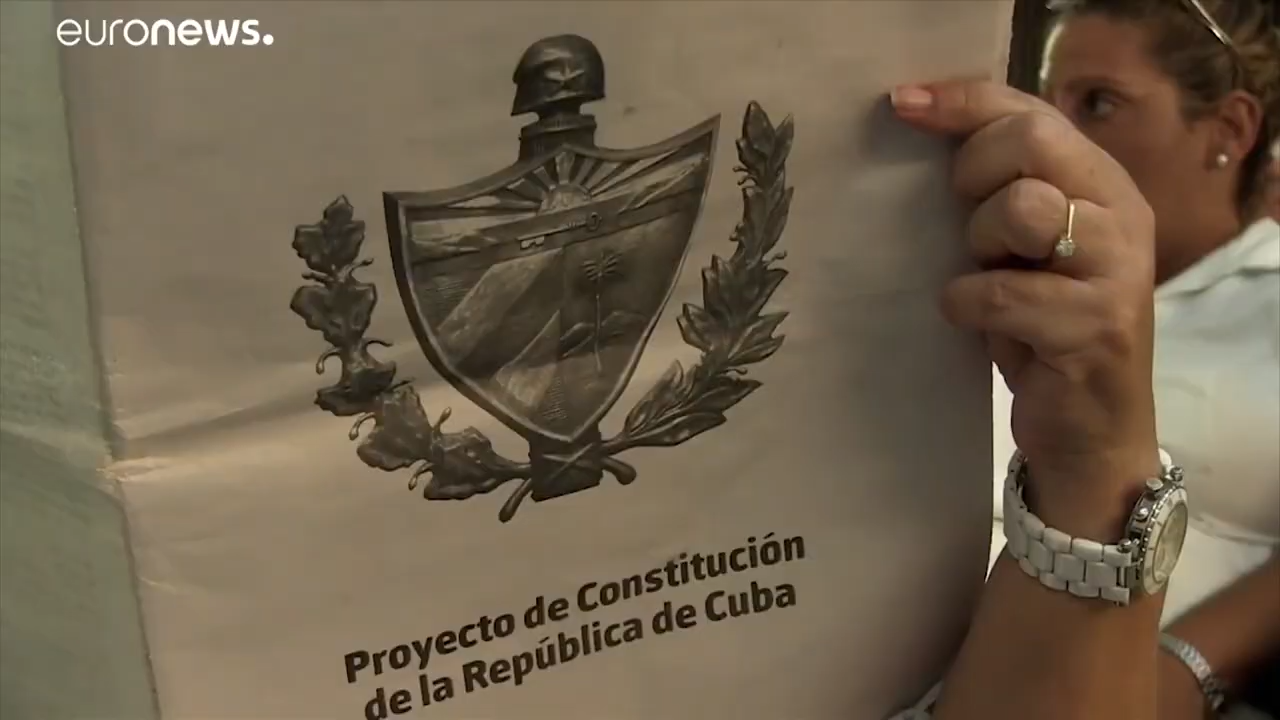 euronews.
Proyecto de Constitución
de la República de Cuba